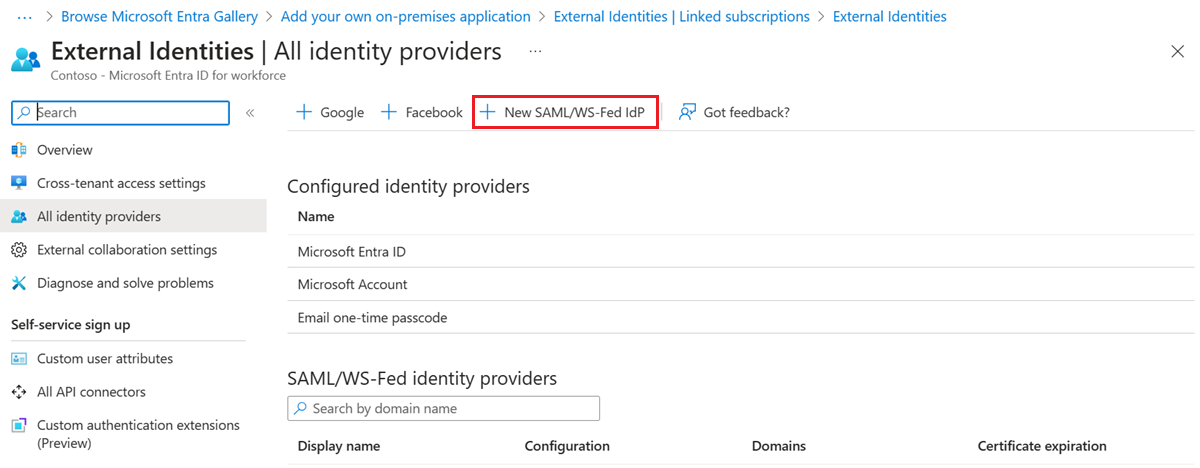 ··· > Browse Microsoft Entra Gallery > Add your own on-premises application > External Identities | Linked subscriptions > External Identities
External Identities | All identity providers ···
Contoso - Microsoft Entra ID for workforce
Search «
+ Google + Facebook + New SAML/WS-Fed IdP Got feedback?
Overview
Cross-tenant access settings
All identity providers
External collaboration settings
Diagnose and solve problems
Self-service sign up
Custom user attributes
All API connectors
Custom authentication extensions
(Preview)
Configured identity providers
Name
Microsoft Entra ID
Microsoft Account
Email one-time passcode
SAML/WS-Fed identity providers
Search by domain name
Display name Configuration Domains Certificate expiration